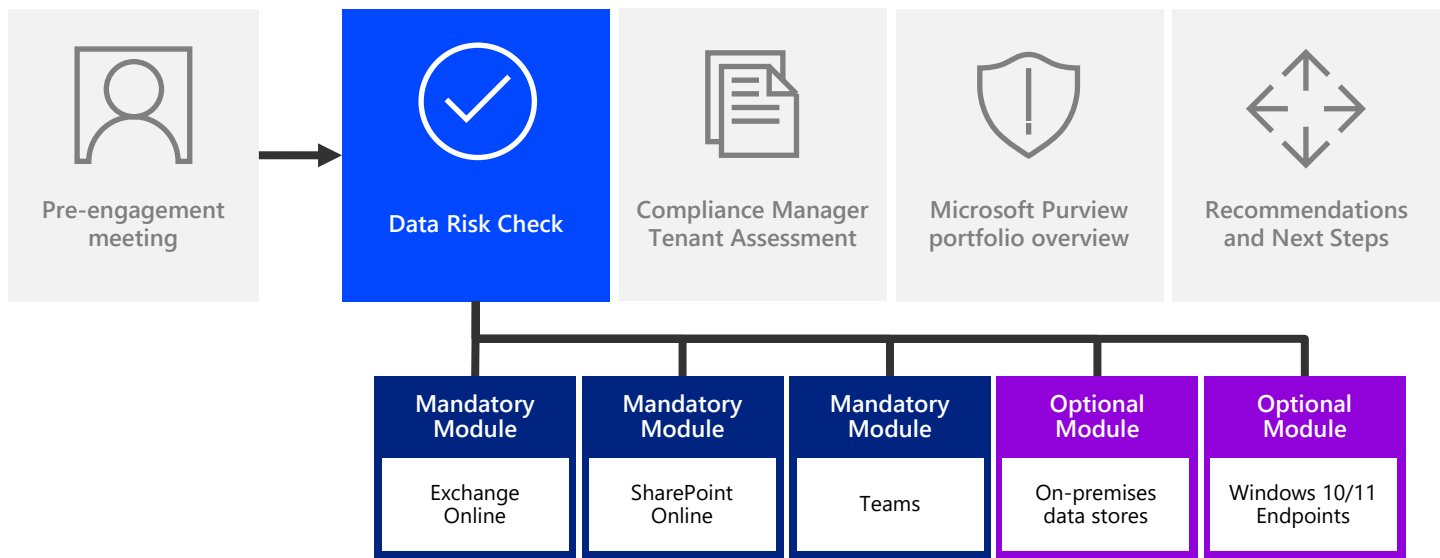 Pre-engagement
meeting
Data Risk Check
Compliance Manager
Tenant Assessment
Microsoft Purview
portfolio overview
Recommendations
and Next Steps
Mandatory
Module
Exchange
Online
Mandatory
Module
SharePoint
Online
Mandatory
Module
Teams
Optional
Module
On-premises
data stores
Optional
Module
Windows 10/11
Endpoints